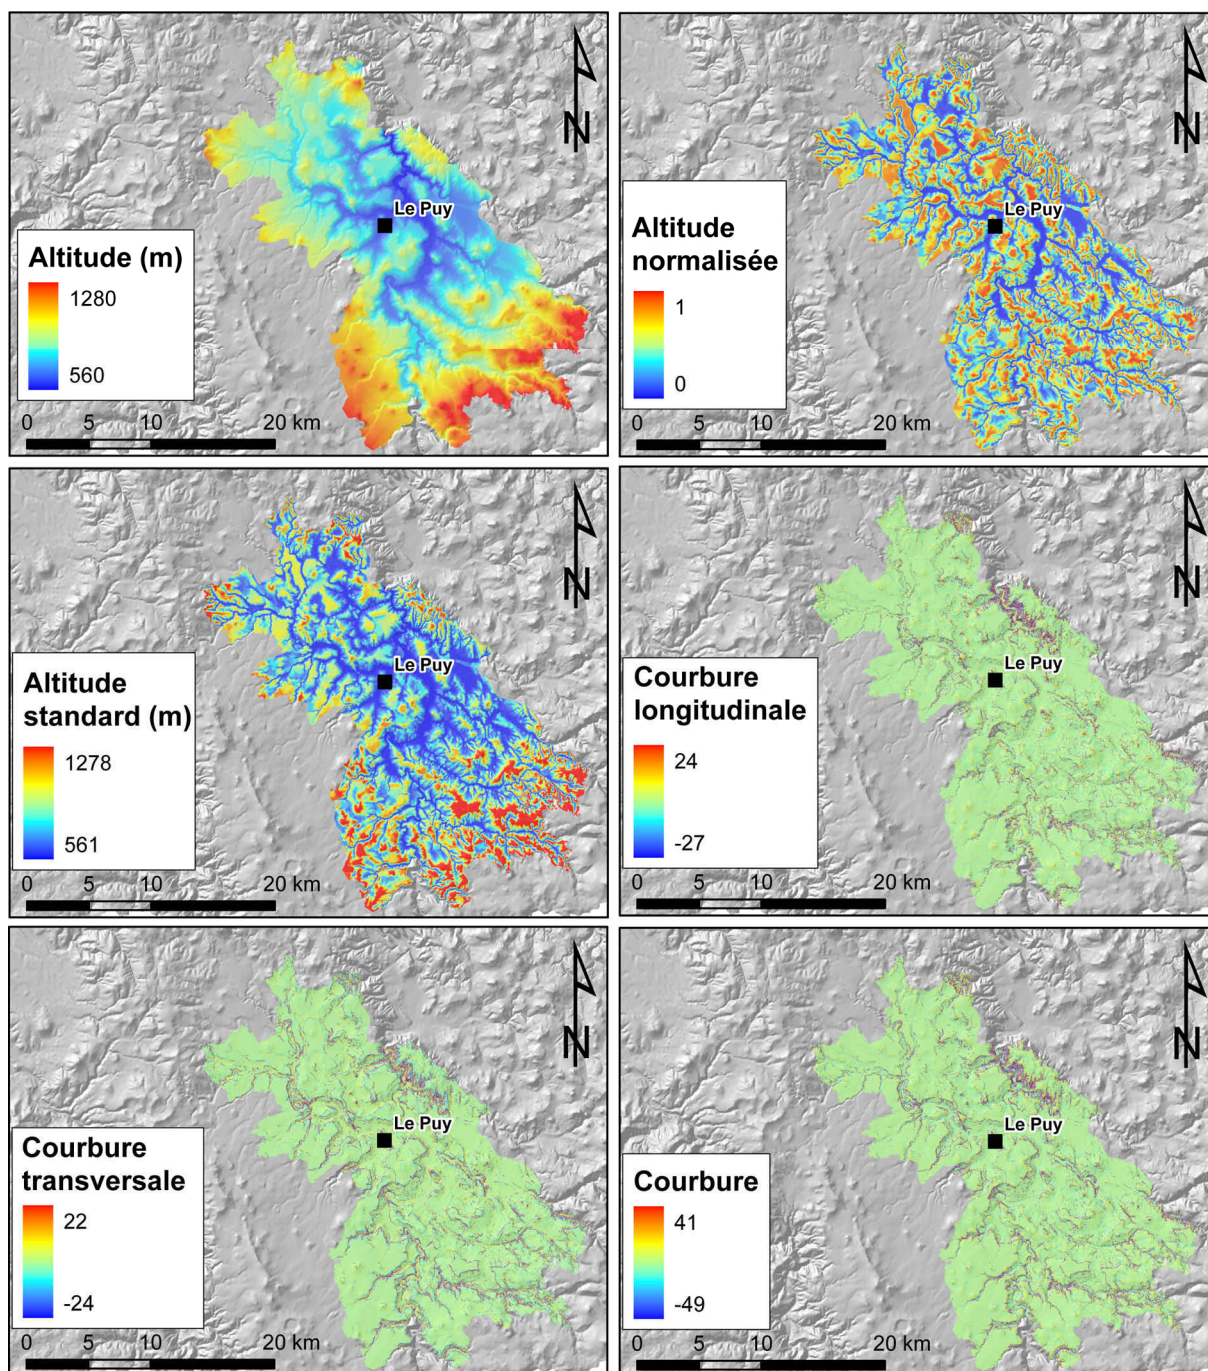 N
Le Puy
Altitude (m)
1280
560
0 5 10 20 km
N
Le Puy
Altitude
normalisée
1
0
0 5 10 20 km
N
Le Puy
Altitude
standard (m)
1278
561
0 5 10 20 km
N
Le Puy
Courbure
longitudinale
24
-27
0 5 10 20 km
N
Le Puy
Courbure
transversale
22
-24
0 5 10 20 km
N
Le Puy
Courbure
41
-49
0 5 10 20 km